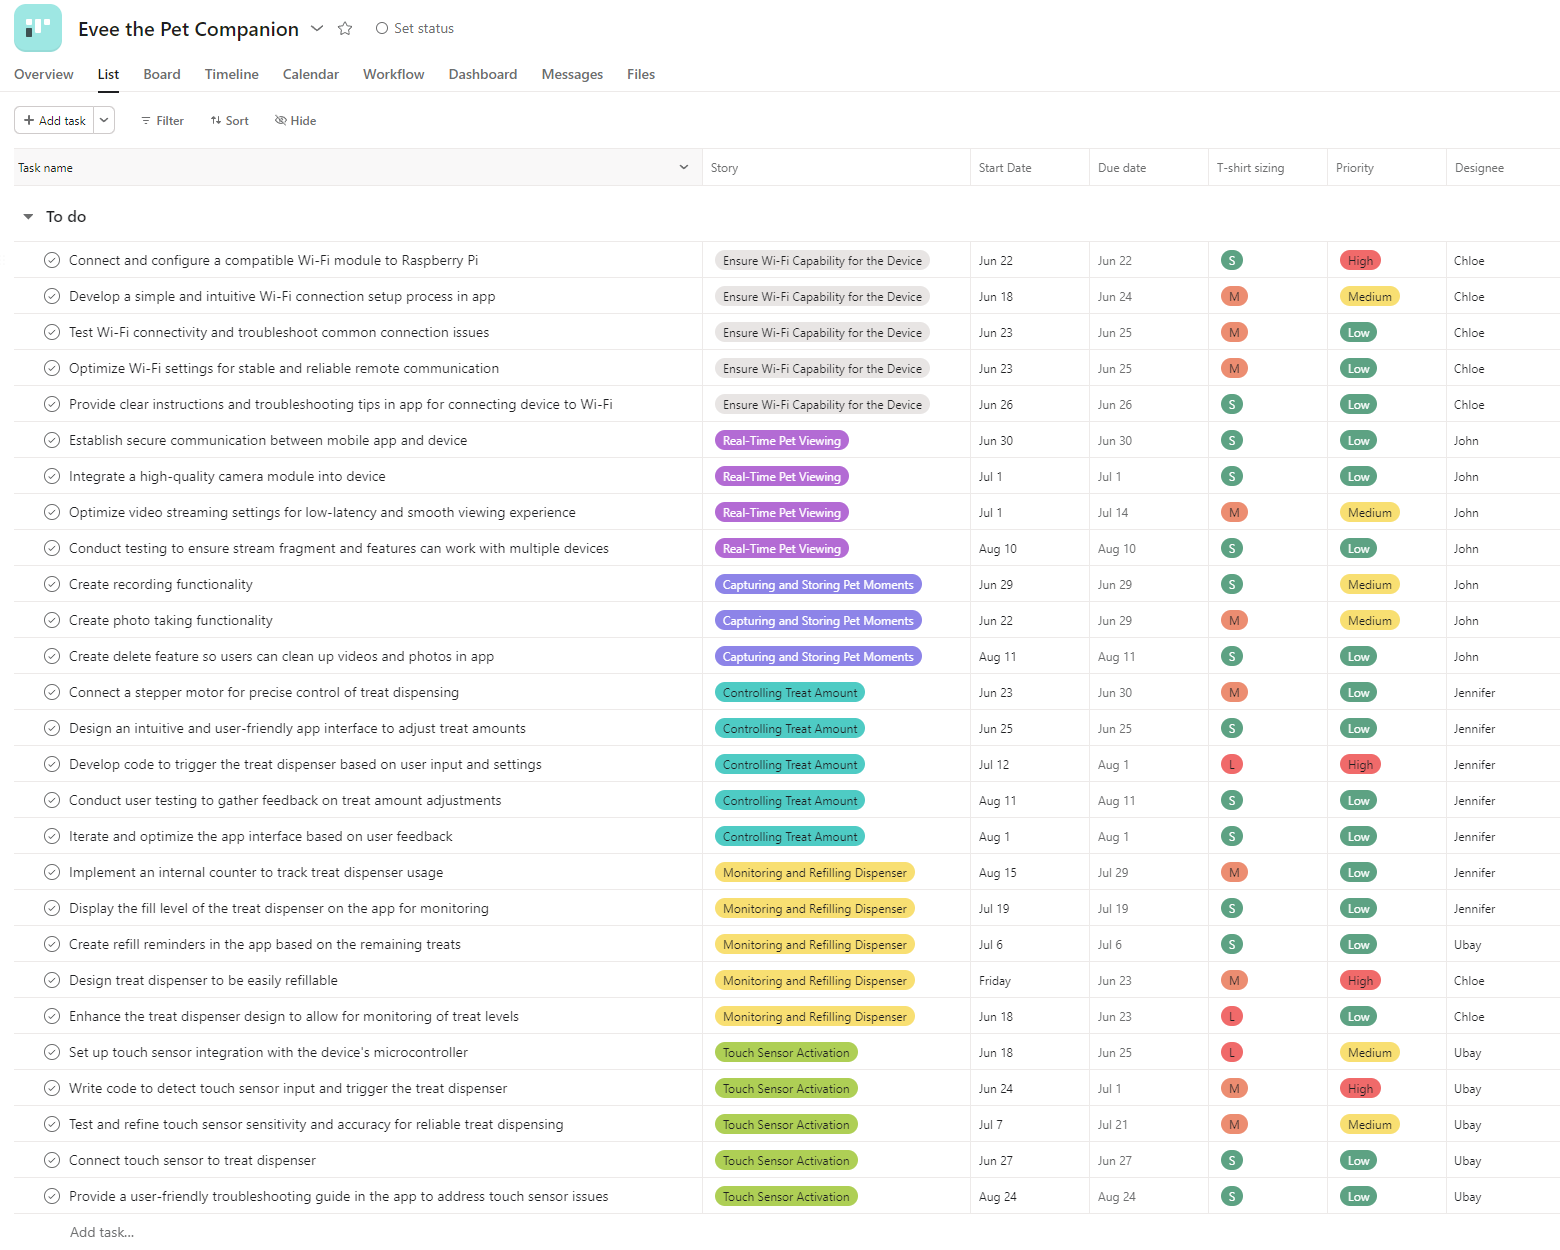 Evee the Pet Companion Set status
Overview List Board Timeline Calendar Workflow Dashboard Messages Files
+ Add task Filter Sort Hide
Task name Story Start Date Due date T-shirt sizing Priority Designee
To do
Connect and configure a compatible Wi-Fi module to Raspberry Pi Ensure Wi-Fi Capability for the Device Jun 22 Jun 22 S High Chloe
Develop a simple and intuitive Wi-Fi connection setup process in app Ensure Wi-Fi Capability for the Device Jun 18 Jun 24 M Medium Chloe
Test Wi-Fi connectivity and troubleshoot common connection issues Ensure Wi-Fi Capability for the Device Jun 23 Jun 25 M Low Chloe
Optimize Wi-Fi settings for stable and reliable remote communication Ensure Wi-Fi Capability for the Device Jun 23 Jun 25 M Low Chloe
Provide clear instructions and troubleshooting tips in app for connecting device to Wi-Fi Ensure Wi-Fi Capability for the Device Jun 26 Jun 26 S Low Chloe
Establish secure communication between mobile app and device Real-Time Pet Viewing Jun 30 Jun 30 S Low John
Integrate a high-quality camera module into device Real-Time Pet Viewing Jul 1 Jul 1 S Low John
Optimize video streaming settings for low-latency and smooth viewing experience Real-Time Pet Viewing Jul 1 Jul 14 M Medium John
Conduct testing to ensure stream fragment and features can work with multiple devices Real-Time Pet Viewing Aug 10 Aug 10 S Low John
Create recording functionality Capturing and Storing Pet Moments Jun 29 Jun 29 S Medium John
Create photo taking functionality Capturing and Storing Pet Moments Jun 22 Jun 29 M Medium John
Create delete feature so users can clean up videos and photos in app Capturing and Storing Pet Moments Aug 11 Aug 11 S Low John
Connect a stepper motor for precise control of treat dispensing Controlling Treat Amount Jun 23 Jun 30 M Low Jennifer
Design an intuitive and user-friendly app interface to adjust treat amounts Controlling Treat Amount Jun 25 Jun 25 S Low Jennifer
Develop code to trigger the treat dispenser based on user input and settings Controlling Treat Amount Jul 12 Aug 1 L High Jennifer
Conduct user testing to gather feedback on treat amount adjustments Controlling Treat Amount Aug 11 Aug 11 S Low Jennifer
Iterate and optimize the app interface based on user feedback Controlling Treat Amount Aug 1 Aug 1 S Low Jennifer
Implement an internal counter to track treat dispenser usage Monitoring and Refilling Dispenser Aug 15 Jul 29 M Low Jennifer
Display the fill level of the treat dispenser on the app for monitoring Monitoring and Refilling Dispenser Jul 19 Jul 19 S Low Jennifer
Create refill reminders in the app based on the remaining treats Monitoring and Refilling Dispenser Jul 6 Jul 6 S Low Ubay
Design treat dispenser to be easily refillable Monitoring and Refilling Dispenser Friday Jun 23 M High Chloe
Enhance the treat dispenser design to allow for monitoring of treat levels Monitoring and Refilling Dispenser Jun 18 Jun 23 L Low Chloe
Set up touch sensor integration with the device's microcontroller Touch Sensor Activation Jun 18 Jun 25 L Medium Ubay
Write code to detect touch sensor input and trigger the treat dispenser Touch Sensor Activation Jun 24 Jul 1 M High Ubay
Test and refine touch sensor sensitivity and accuracy for reliable treat dispensing Touch Sensor Activation Jul 7 Jul 21 M Medium Ubay
Connect touch sensor to treat dispenser Touch Sensor Activation Jun 27 Jun 27 S Low Ubay
Provide a user-friendly troubleshooting guide in the app to address touch sensor issues Touch Sensor Activation Aug 24 Aug 24 S Low Ubay
Add task...